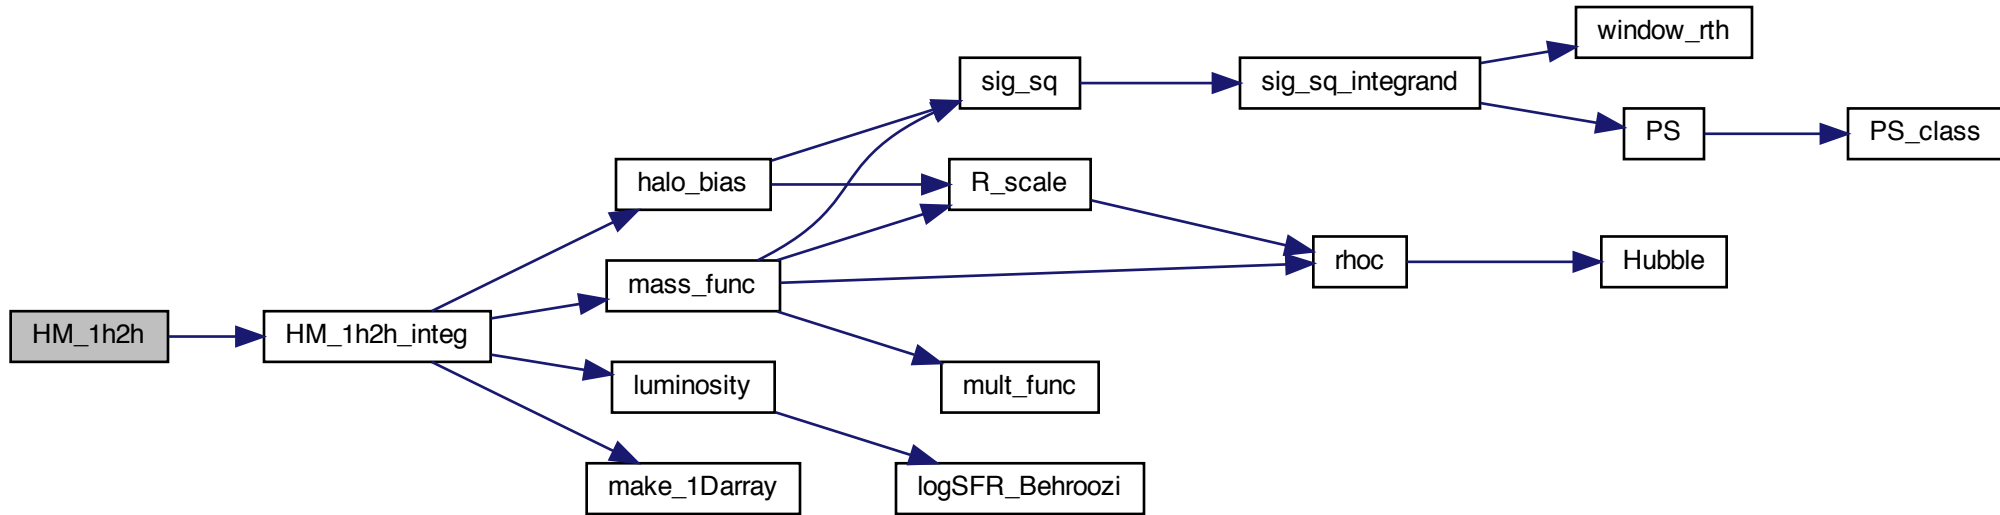 window_rth
sig_sq
sig_sq_integrand
PS
PS_class
halo_bias
R_scale
mass_func
rhoc
Hubble
HM_1h2h
HM_1h2h_integ
luminosity
mult_func
make_1Darray
logSFR_Behroozi